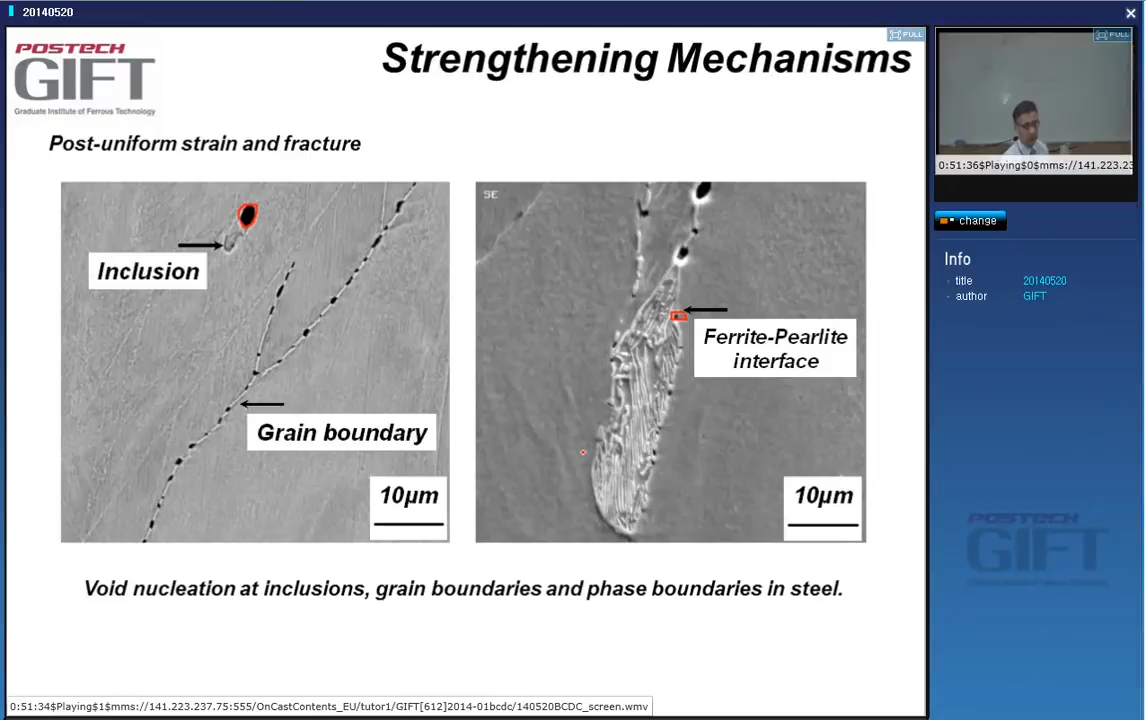 20140520
POSTECH
GIFT
Graduate Institute of Ferrous Technology
Strengthening Mechanisms
FULL
FULL
Post-uniform strain and fracture
Inclusion
Grain boundary
10μm
SE
Ferrite-Pearlite
interface
10μm
Void nucleation at inclusions, grain boundaries and phase boundaries in steel.
0:51:34$Playing$1$mms://141.223.237.75:555/OnCastContents_EU/tutor1/GIFT[612]2014-01bcdc/140520BCDC_screen.wmv
0:51:36$Playing$0$mms://141.223.23
change
Info
title 20140520
author GIFT
POSTECH
GIFT